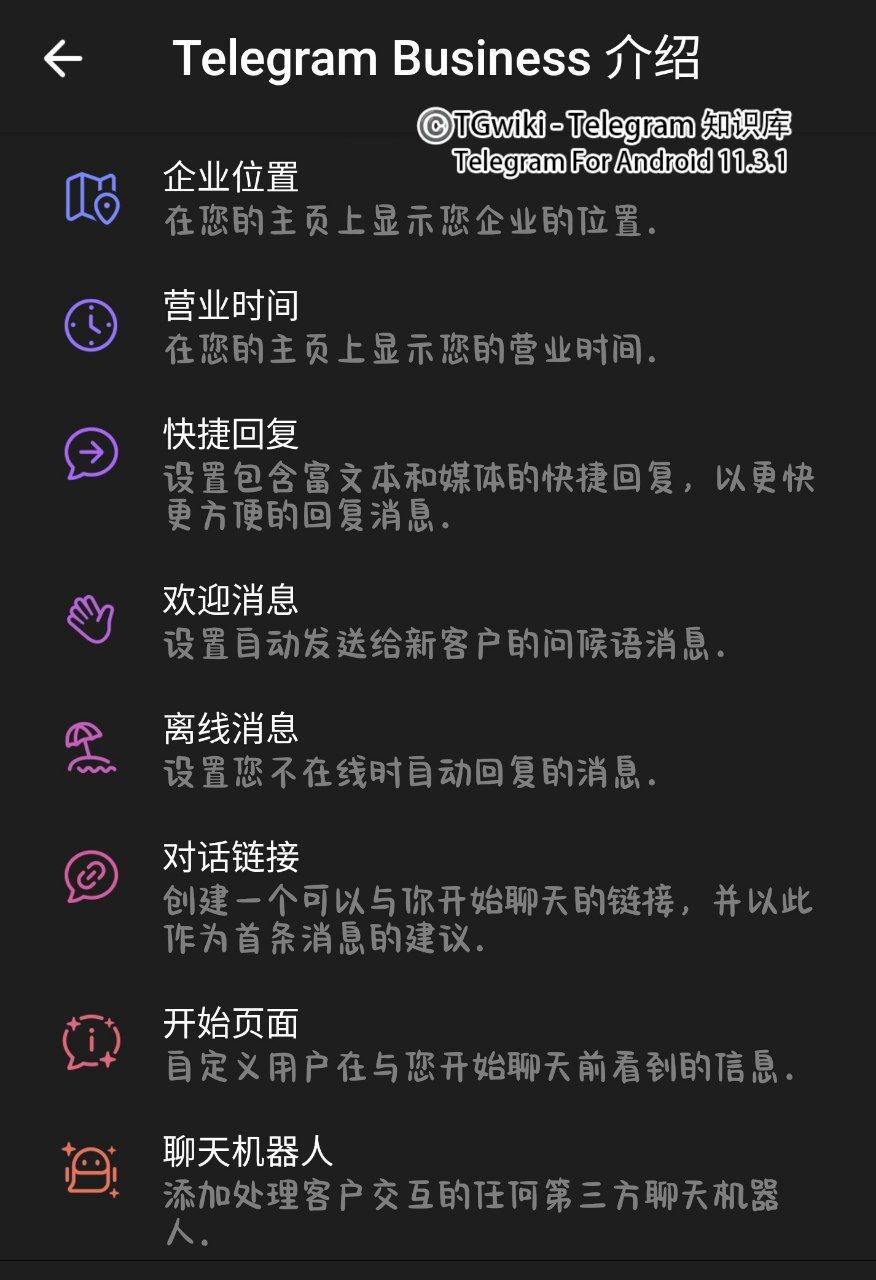 Telegram Business 介绍
©TGwiki - Telegram 知识库
Telegram For Android 11.3.1
企业位置
在您的主页上显示您企业的位置.
营业时间
在您的主页上显示您的营业时间.
快捷回复
设置包含富文本和媒体的快捷回复，以更快
更方便的回复消息.
欢迎消息
设置自动发送给新客户的问候语消息.
离线消息
设置您不在线时自动回复的消息.
对话链接
创建一个可以与你开始聊天的链接，并以此
作为首条消息的建议.
开始页面
自定义用户在与您开始聊天前看到的信息.
聊天机器人
添加处理客户交互的任何第三方聊天机器
人.